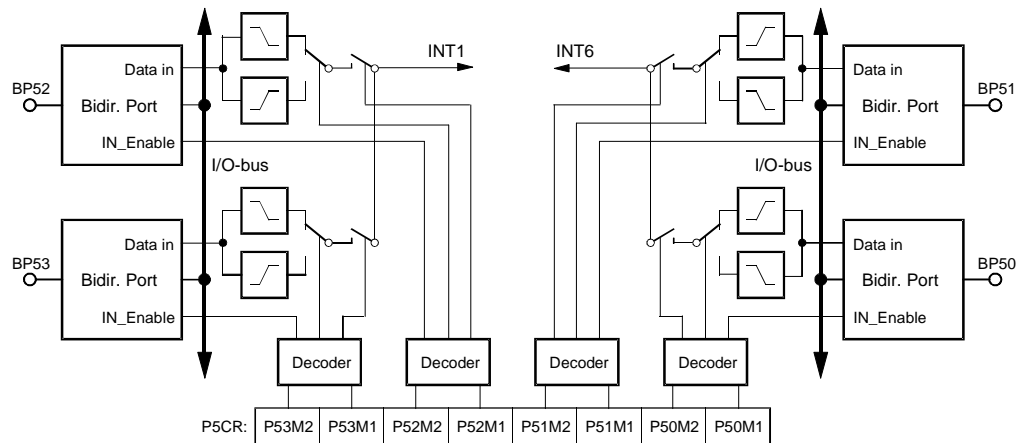 INT1 INT6
Data in
BP52 Bidir. Port
IN_Enable
I/O-bus
Data in
BP51 Bidir. Port
IN_Enable
I/O-bus
Data in
BP53 Bidir. Port
IN_Enable
Data in
BP50 Bidir. Port
IN_Enable
Decoder Decoder Decoder Decoder
P5CR: P53M2 P53M1 P52M2 P52M1 P51M2 P51M1 P50M2 P50M1